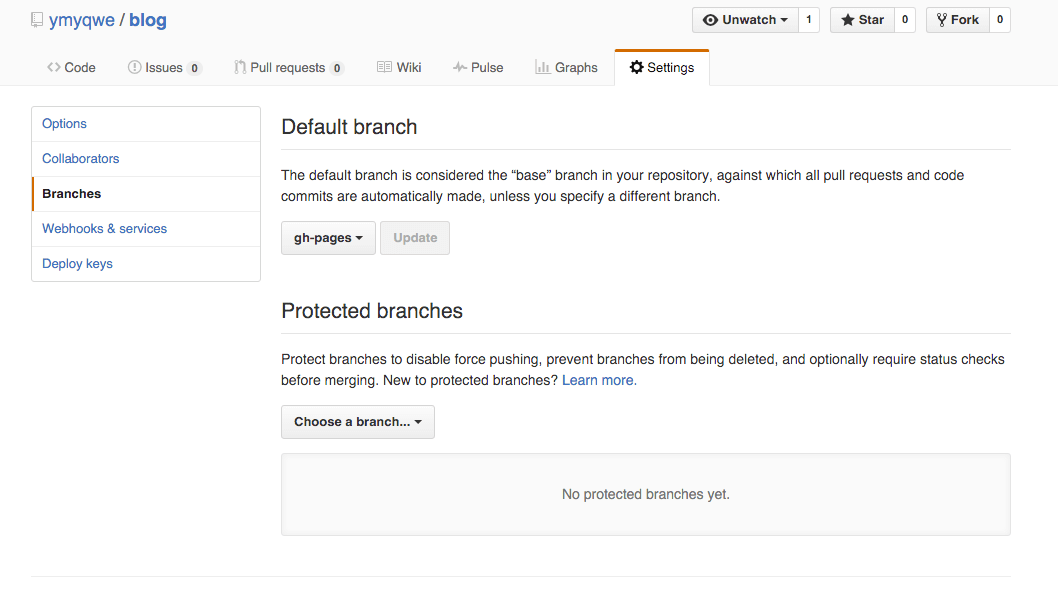 ymyqwe / blog
Unwatch 1 Star 0 Fork 0
Code Issues 0 Pull requests 0 Wiki Pulse Graphs Settings
Options
Collaborators
Branches
Webhooks & services
Deploy keys
Default branch
The default branch is considered the “base” branch in your repository, against which all pull requests and code
commits are automatically made, unless you specify a different branch.
gh-pages Update
Protected branches
Protect branches to disable force pushing, prevent branches from being deleted, and optionally require status checks
before merging. New to protected branches? Learn more.
Choose a branch...
No protected branches yet.